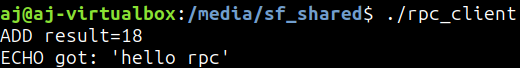 aj@aj-virtualbox:/media/sf_shared$ ./rpc_client
ADD result=18
ECHO got: 'hello rpc'